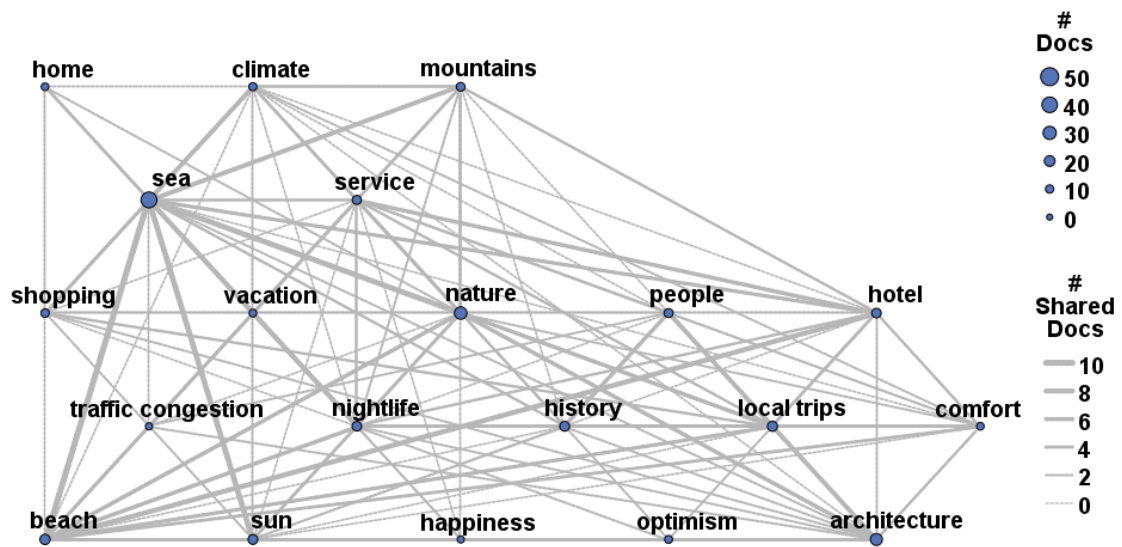 #
Docs
50
40
30
20
10
0
home climate mountains
sea service
shopping vacation nature people hotel
traffic congestion nightlife history local trips comfort
beach sun happiness optimism architecture
#
Shared
Docs
10
8
6
4
2
0